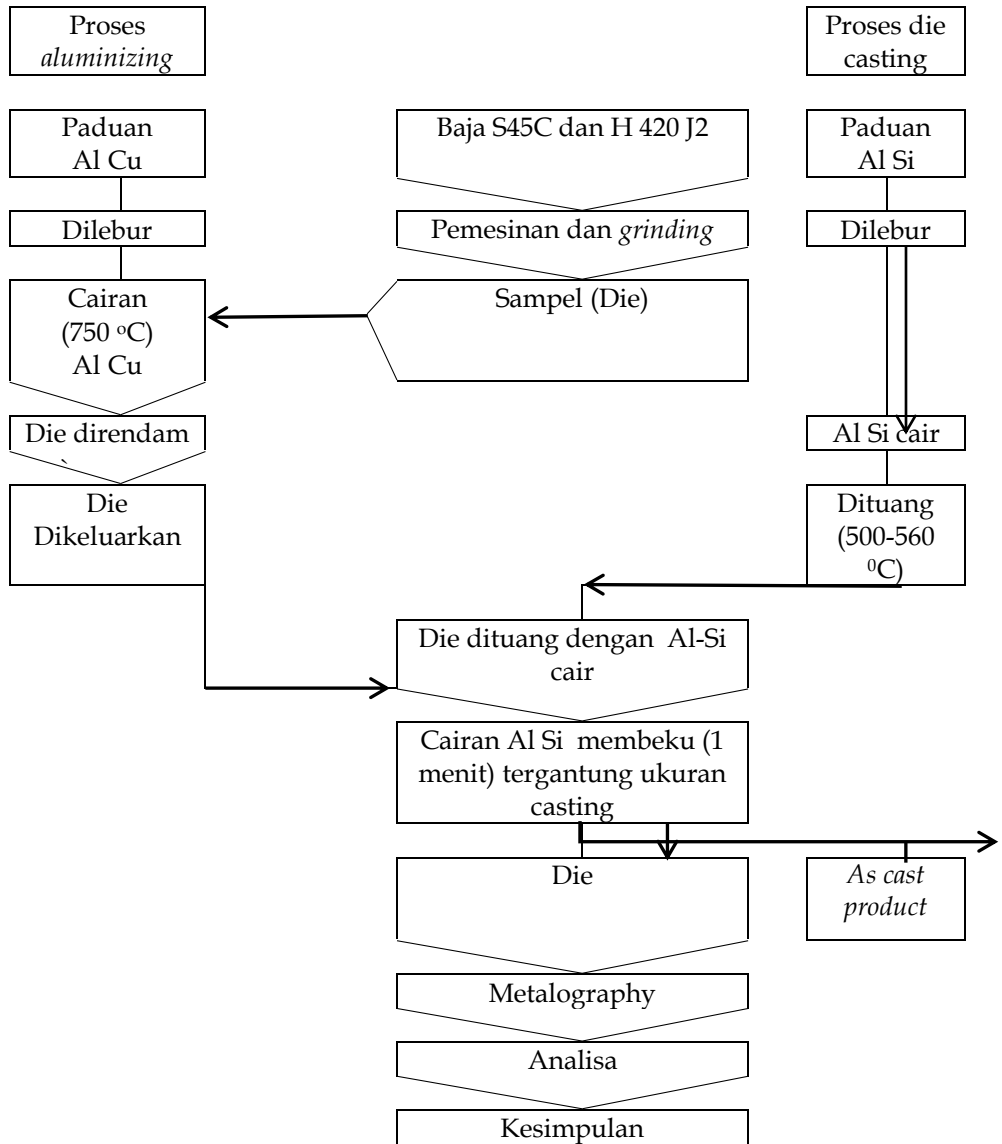 Proses
aluminizing
Proses die
casting
Paduan
Al Cu
Baja S45C dan H 420 J2
Paduan
Al Si
Dilebur
Pemesinan dan grinding
Dilebur
Cairan
(750 ᵒC)
Al Cu
Sampel (Die)
Die direndam
`
Al Si cair
Die
Dikeluarkan
Dituang
(500-560
⁰C)
Die dituang dengan  Al-Si
cair
Cairan Al Si  membeku (1
menit) tergantung ukuran
casting
Die
As cast
product
Metalography
Analisa
Kesimpulan